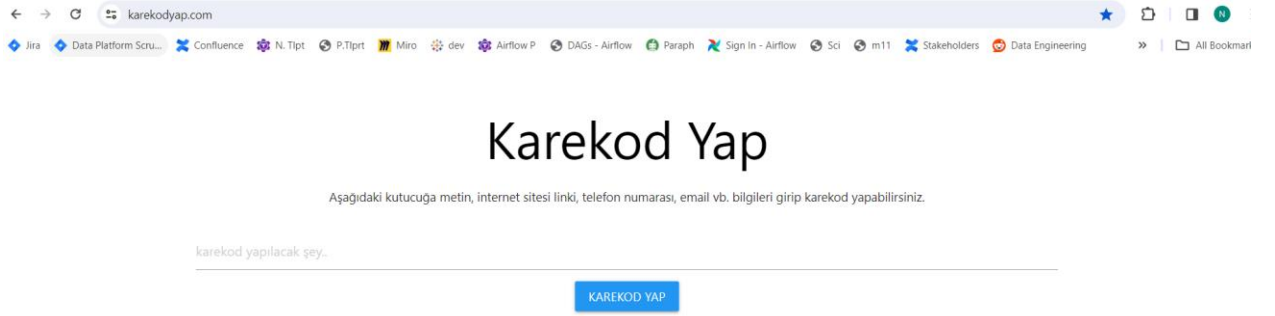 karekodyap.com
N
Jira Data Platform Scru... Confluence N. Tlpt P.Tlprt Miro dev Airflow P DAGs - Airflow Paraph Sign In - Airflow Sci m11 Stakeholders Data Engineering » All Bookmark
Karekod Yap
Aşağıdaki kutucuğa metin, internet sitesi linki, telefon numarası, email vb. bilgileri girip karekod yapabilirsiniz.
karekod yapılacak şey..
KAREKOD YAP